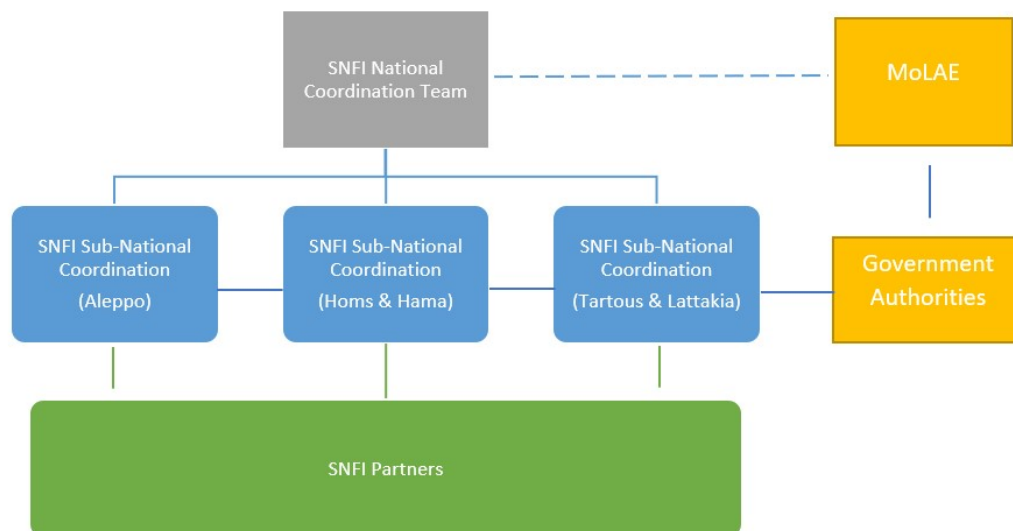 SNFI National
Coordination Team
MoLAE
SNFI Sub-National
Coordination
(Aleppo)
SNFI Sub-National
Coordination
(Homs & Hama)
SNFI Sub-National
Coordination
(Tartous & Lattakia)
Government
Authorities
SNFI Partners